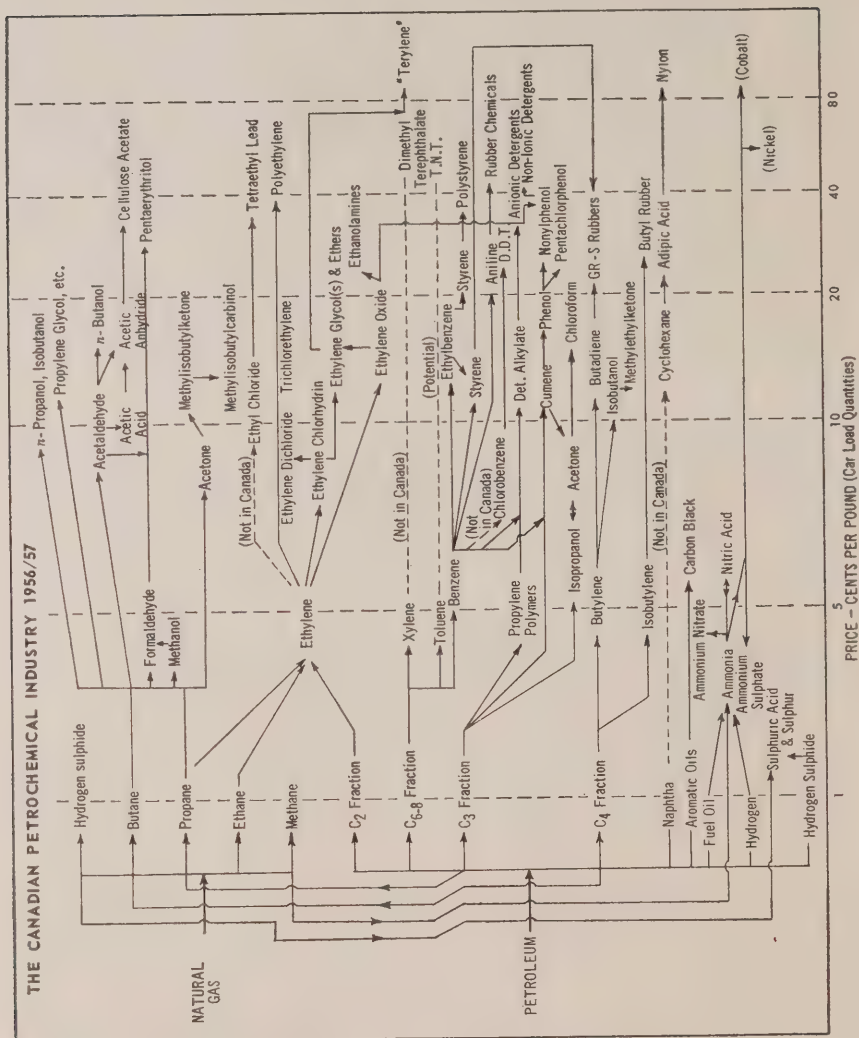 THE CANADIAN PETROCHEMICAL INDUSTRY 1956/57
NATURAL
GAS
PETROLEUM
Hydrogen sulphide
Butane
Propane
Ethane
Methane
C2 Fraction
C6-8 Fraction
C3 Fraction
C4 Fraction
Naphtha
Aromatic Oils
Fuel Oil
Hydrogen
Hydrogen Sulphide
n-Propanol, Isobutanol
Propylene Glycol, etc.
Acetaldehyde
n-Butanol
Acetic
Acid
Acetic
Anhydride
Cellulose Acetate
Formaldehyde
Pentaerythritol
Methanol
Acetone
Methylisobutylketone
Methylisobutylcarbinol
(Not in Canada)
Ethyl Chloride
Tetraethyl Lead
Ethylene
Polyethylene
Ethylene Dichloride
Trichlorethylene
Ethylene Chlorhydrin
Ethylene Glycol(s) & Ethers
Ethanolamines
Ethylene Oxide
"Terylene"
Xylene
(Not in Canada)
Dimethyl
Terephthalate
Toluene
(Potential)
T.N.T.
Benzene
Ethylbenzene
Styrene
Polystyrene
Styrene
(Not
in Canada)
Aniline
Rubber Chemicals
Chlorobenzene
D.D.T.
Propylene
Polymers
Det. Alkylate
Anionic Detergents
Non-Ionic Detergents
Cumene
Phenol
Nonylphenol
Pentachlorphenol
Isopropanol
Acetone
Chloroform
Butylene
Butadiene
GR-S Rubbers
Isobutanol
Methylethylketone
Isobutylene
Butyl Rubber
(Not in Canada)
Cyclohexane
Adipic Acid
Nylon
Carbon Black
Ammonium Nitrate
Ammonia
Nitric Acid
Ammonium
Sulphate
Sulphuric Acid
& Sulphur
(Cobalt)
(Nickel)
1
5
10
20
40
80
PRICE - CENTS PER POUND (Car Load Quantities)